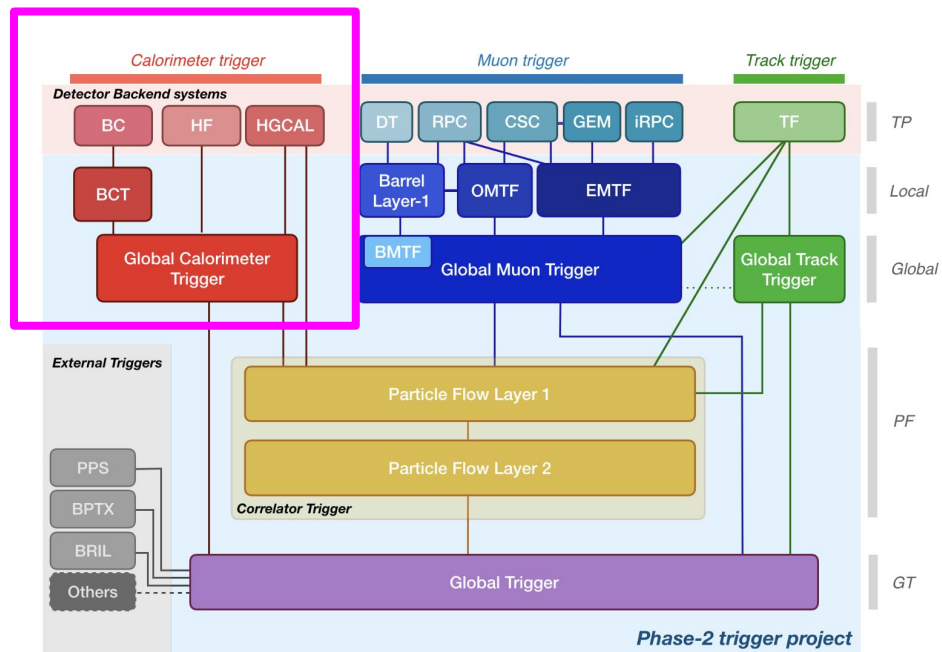 Calorimeter trigger
Muon trigger
Track trigger
Detector Backend systems
BC
HF
HGCAL
DT
RPC
CSC
GEM
iRPC
TF
TP
BCT
Barrel
Layer-1
OMTF
EMTF
Local
Global Calorimeter
Trigger
BMTF
Global Muon Trigger
Global Track
Trigger
Global
External Triggers
Particle Flow Layer 1
PF
PPS
Particle Flow Layer 2
BPTX
Correlator Trigger
BRIL
Others
Global Trigger
GT
Phase-2 trigger project